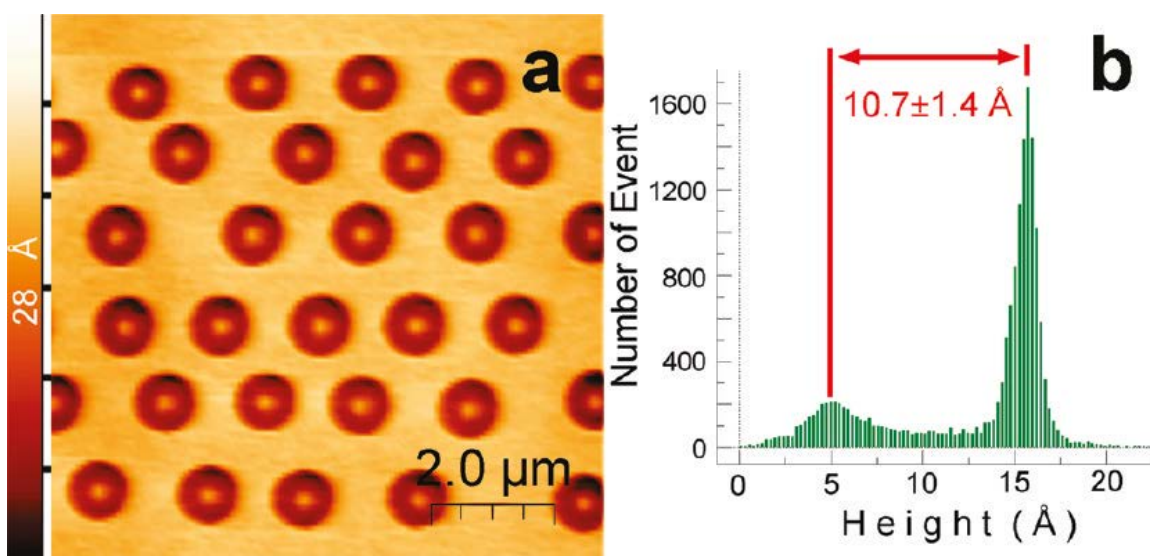 28 Å
a
2.0 μm
b
10.7±1.4 Å
Number of Event
1600
1200
800
400
0
0 5 10 15 20
Height (Å)